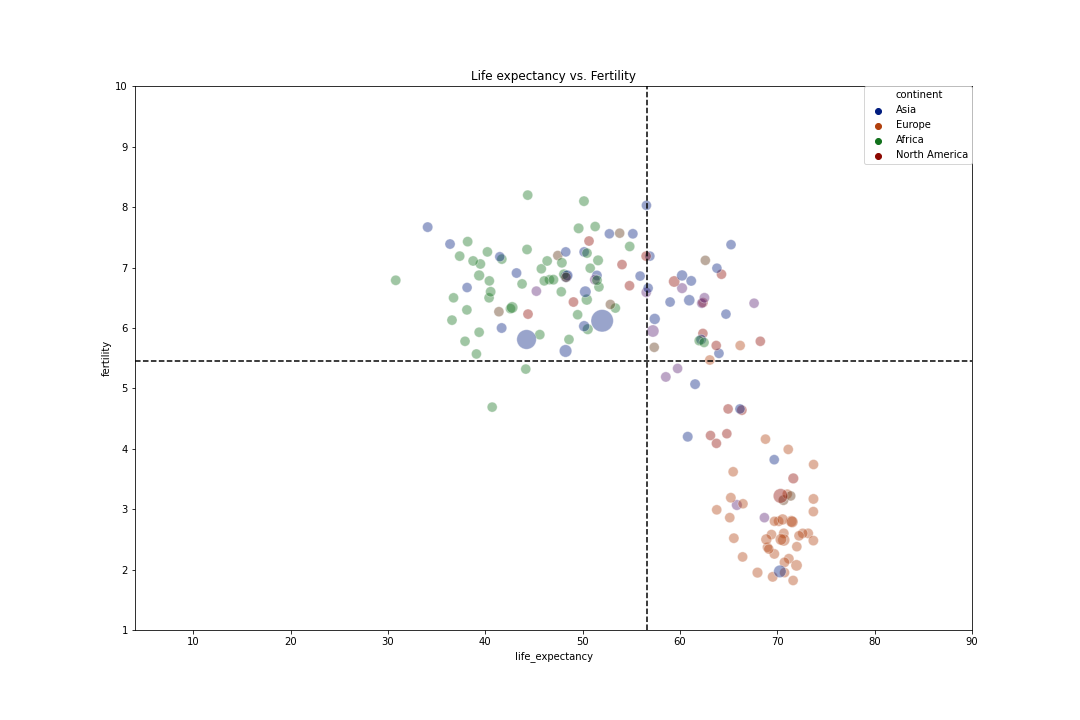 Life expectancy vs. Fertility
continent
Asia
Europe
Africa
North America
fertility
10
9
8
7
6
5
4
3
2
1
10 20 30 40 50 60 70 80 90
life_expectancy